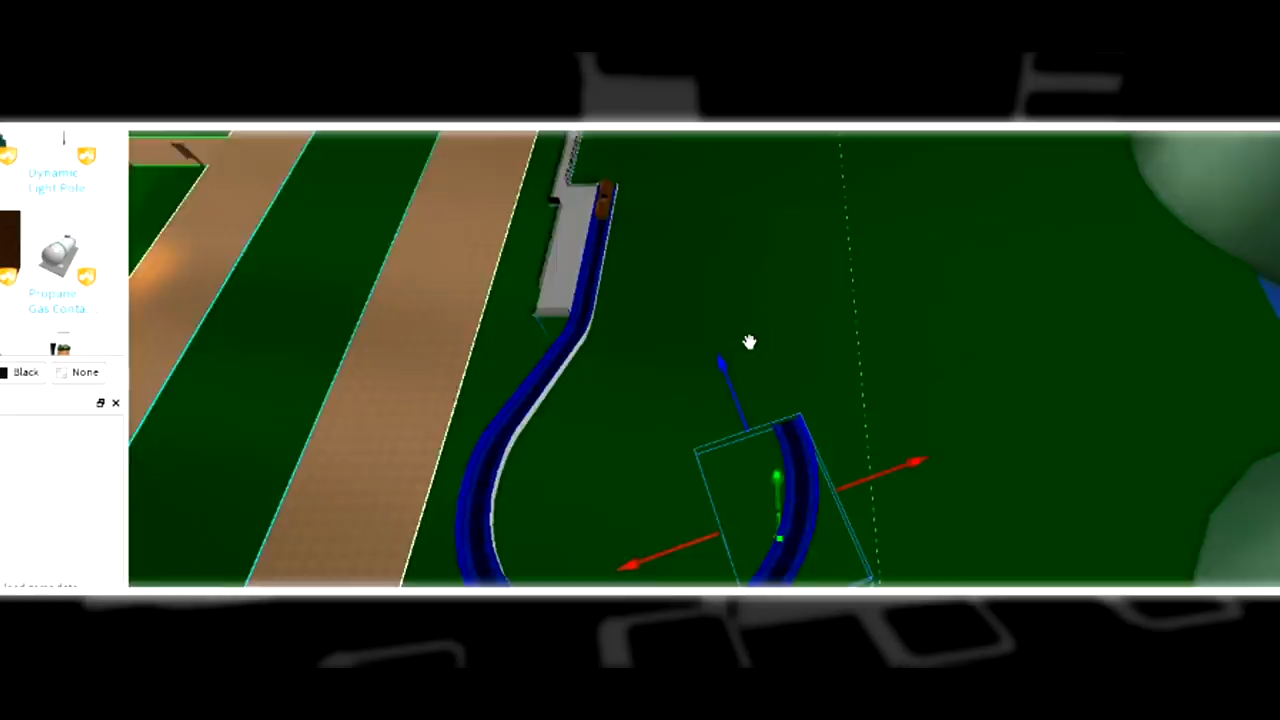 Dynamic
Light Pole
Propane
Gas Conta...
Black
None